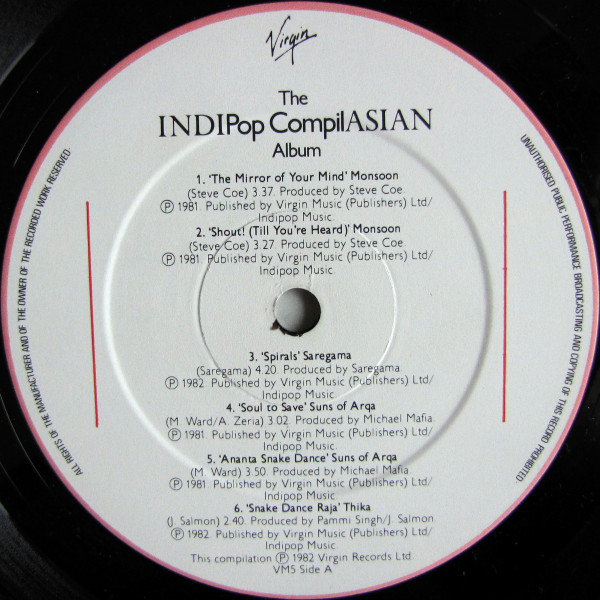 Virgin
The
INDIPop CompilASIAN
Album
1. 'The Mirror of Your Mind' Monsoon
(Steve Coe) 3.37. Produced by Steve Coe.
Ⓟ 1981. Published by Virgin Music (Publishers) Ltd/
Indipop Music.
2. 'Shout! (Till You're Heard)' Monsoon
(Steve Coe) 3.27. Produced by Steve Coe
Ⓟ 1981. Published by Virgin Music (Publishers) Ltd/
Indipop Music.
3. 'Spirals' Saregama
(Saregama) 4.20. Produced by Saregama.
Ⓟ 1982. Published by Virgin Music (Publishers) Ltd/
Indipop Music.
4. 'Soul to Save' Suns of Arqa
(M. Ward/A. Zeria) 3.02. Produced by Michael Mafia.
Ⓟ 1981. Published by Virgin Music (Publishers) Ltd/
Indipop Music.
5. 'Ananta Snake Dance' Suns of Arqa
(M. Ward) 3.50. Produced by Michael Mafia.
Ⓟ 1981. Published by Virgin Music (Publishers) Ltd/
Indipop Music.
6. 'Snake Dance Raja' Thika
(J. Salmon) 2.40. Produced by Pammi Singh/J. Salmon.
Ⓟ 1982. Published by Virgin Music (Publishers) Ltd/
Indipop Music.
This compilation Ⓟ 1982 Virgin Records Ltd.
VM5 Side A
ALL RIGHTS OF THE MANUFACTURER AND OF THE OWNER OF THE RECORDED WORK RESERVED·
UNAUTHORISED PUBLIC PERFORMANCE BROADCASTING AND COPYING OF THIS RECORD PROHIBITED